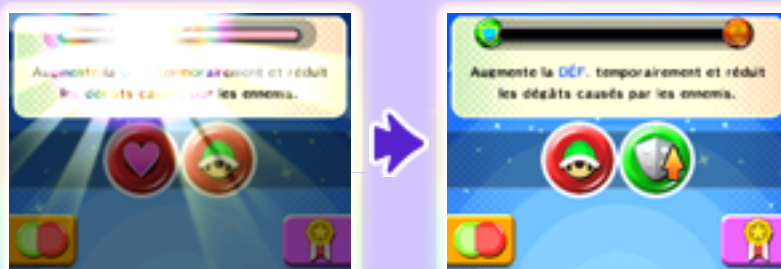 Augmente la DÉF. temporairement et réduit
les dégâts causés par les ennemis.
Augmente la DÉF. temporairement et réduit
les dégâts causés par les ennemis.